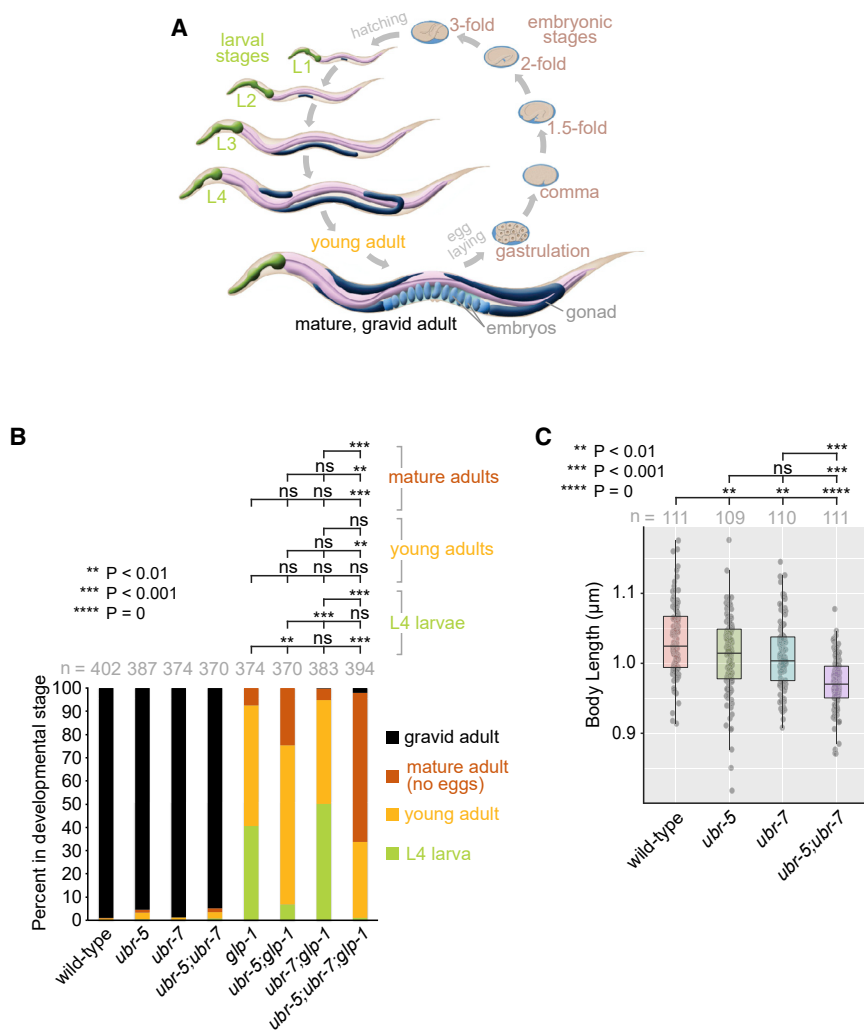 A
larval
stages
L1
L2
L3
L4
hatching
3-fold
embryonic
stages
2-fold
1.5-fold
comma
gastrulation
egg
laying
young adult
mature, gravid adult
embryos
gonad
B
** P < 0.01
*** P < 0.001
**** P = 0
***
ns **
ns ns ***
mature adults
ns
ns **
ns ns ns
young adults
***
*** ns
** ns ***
L4 larvae
n = 402 387 374 370 374 370 383 394
Percent in developmental stage
100
90
80
70
60
50
40
30
20
10
0
wild-type
ubr-5
ubr-7
ubr-5;ubr-7
glp-1
ubr-5;glp-1
ubr-7;glp-1
ubr-5;ubr-7;glp-1
gravid adult
mature adult
(no eggs)
young adult
L4 larva
C
** P < 0.01
*** P < 0.001
**** P = 0
***
ns ***
** ** ****
n = 111 109 110 111
Body Length (µm)
1.1
1.0
0.9
wild-type
ubr-5
ubr-7
ubr-5;ubr-7